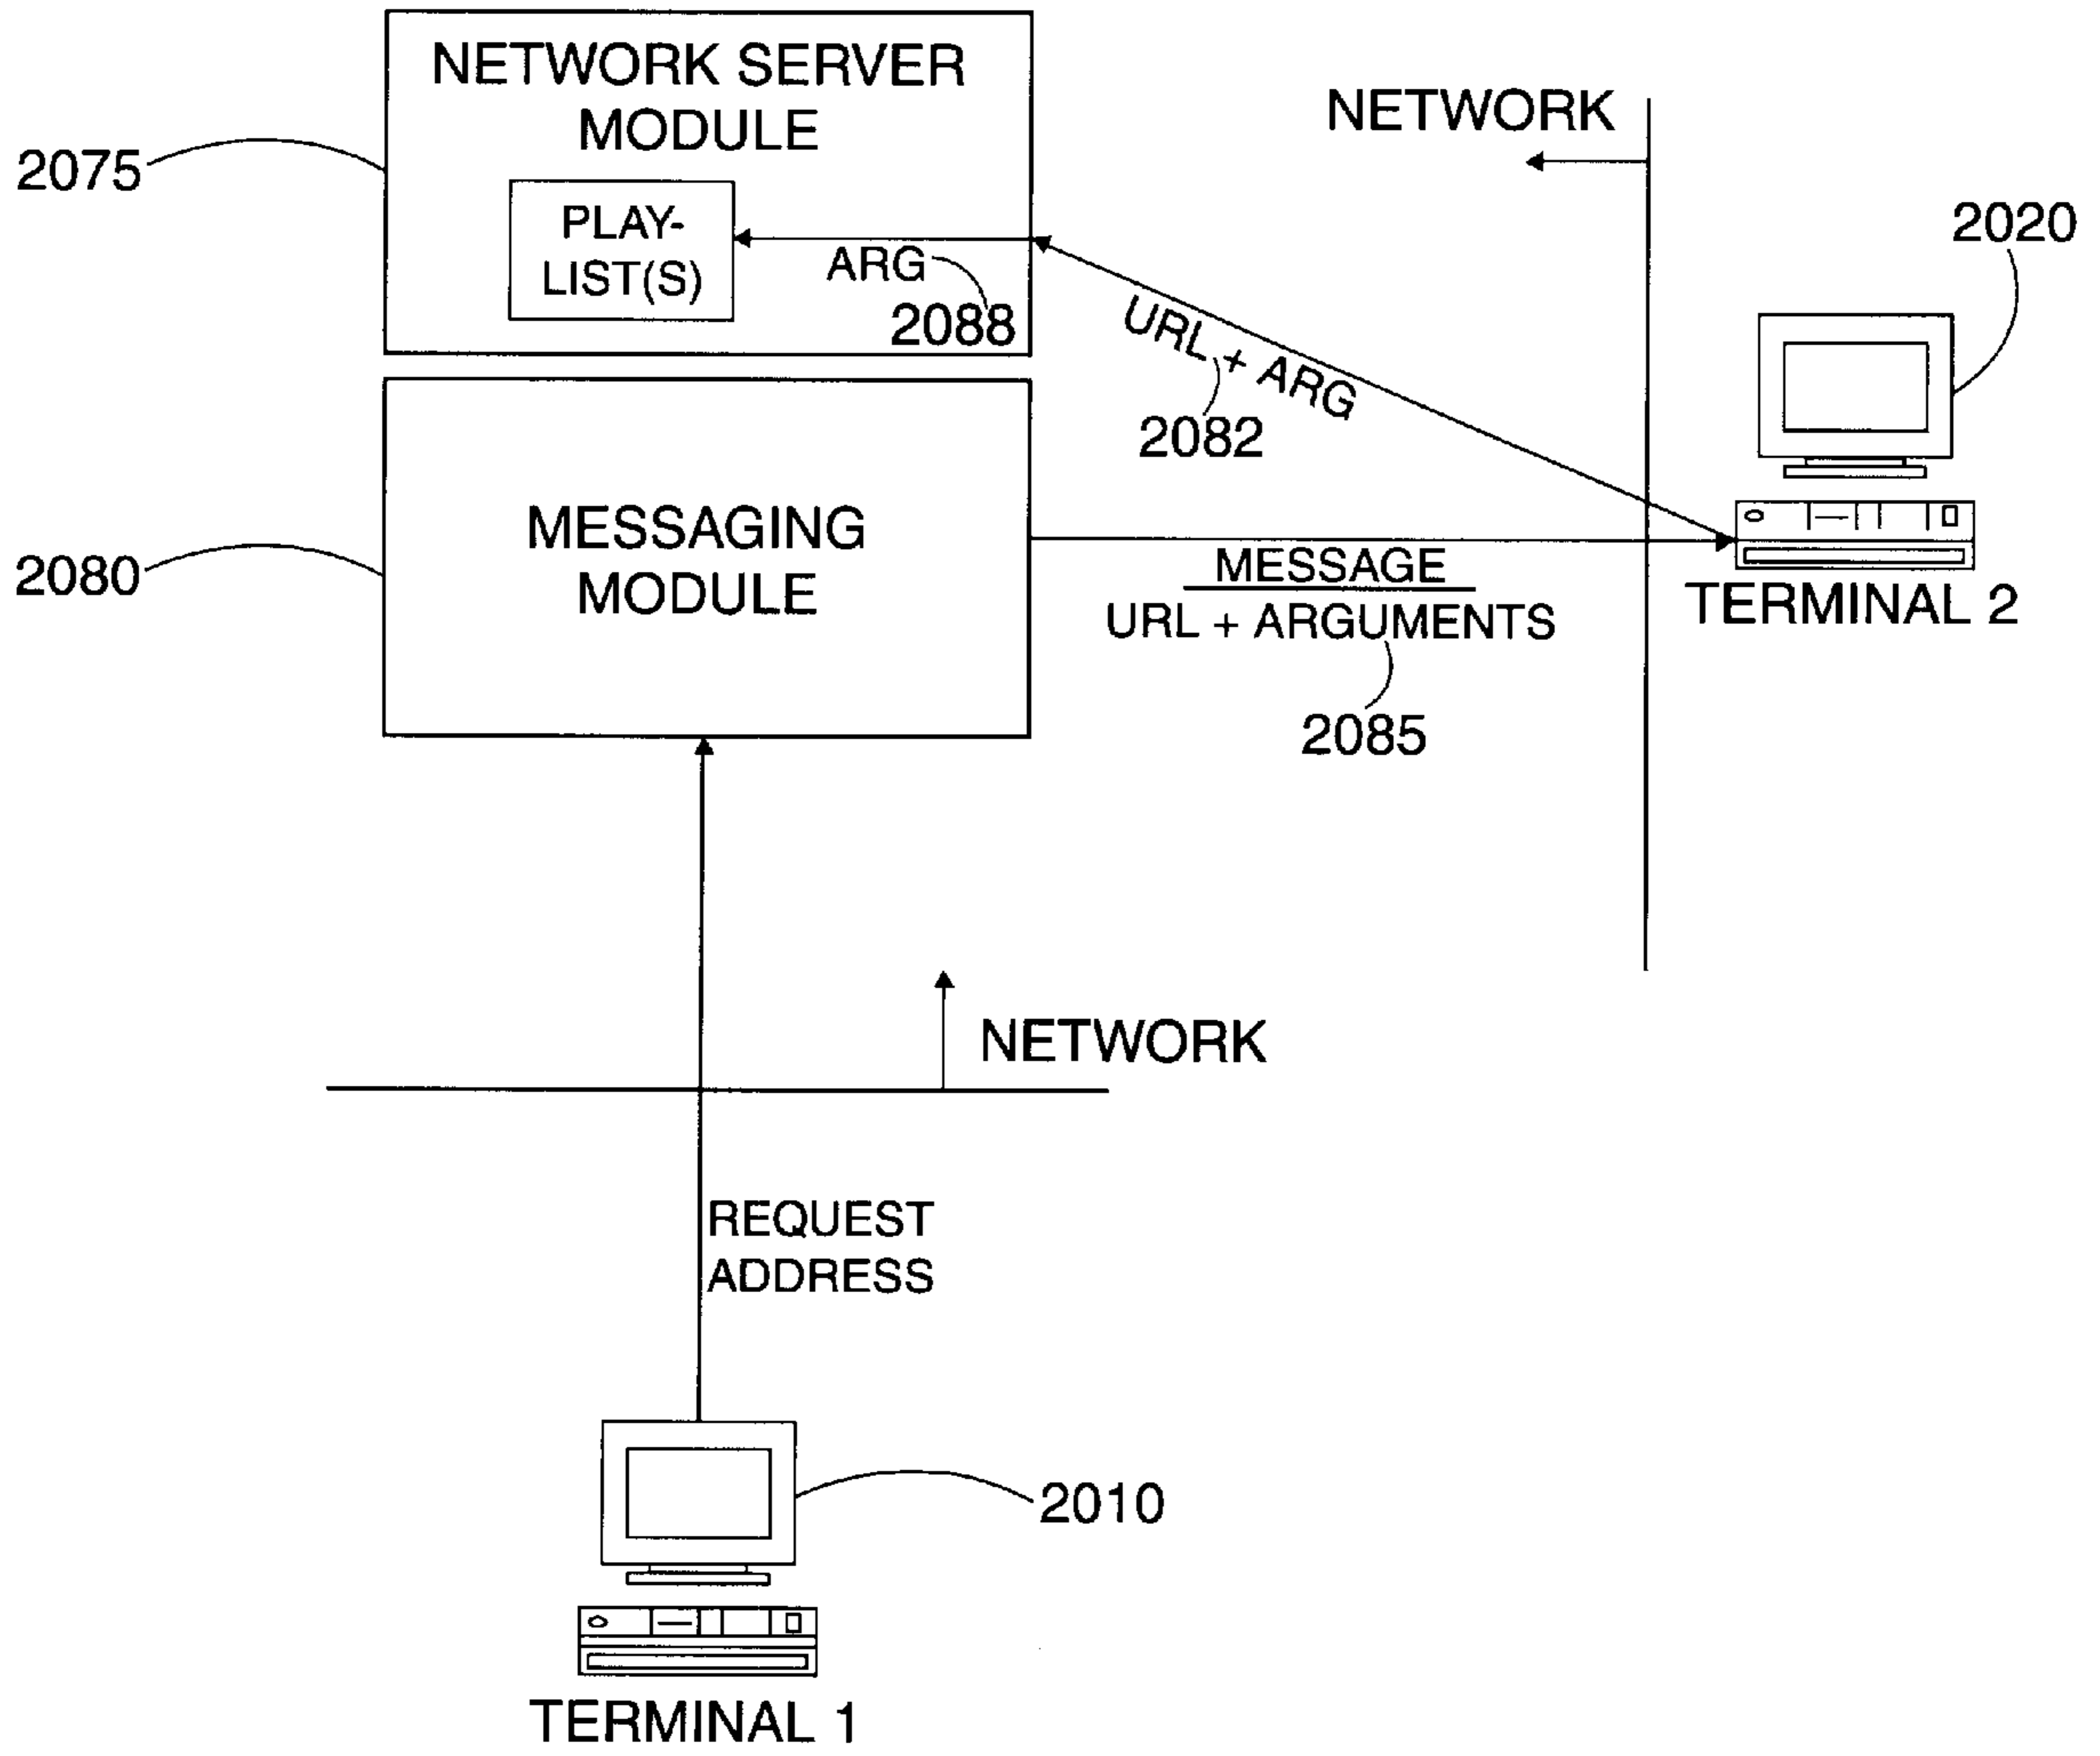 NETWORK SERVER
MODULE
2075
PLAY-
LIST(S)
ARG
2088
NETWORK
2020
URL + ARG
2082
MESSAGING
MODULE
2080
MESSAGE
URL + ARGUMENTS
2085
TERMINAL 2
NETWORK
REQUEST
ADDRESS
2010
TERMINAL 1